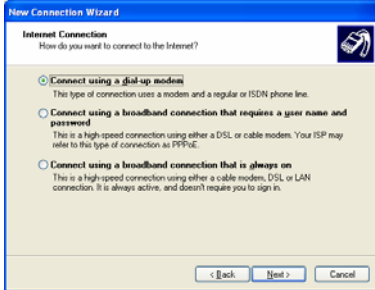 New Connection Wizard
Internet Connection
How do you want to connect to the Internet?
Connect using a dial-up modem
This type of connection uses a modem and a regular or ISDN phone line.
Connect using a broadband connection that requires a user name and
password
This is a high-speed connection using either a DSL or cable modem. Your ISP may
refer to this type of connection as PPPoE.
Connect using a broadband connection that is always on
This is a high-speed connection using either a cable modem, DSL or LAN
connection. It is always active, and doesn't require you to sign in.
< Back Next > Cancel